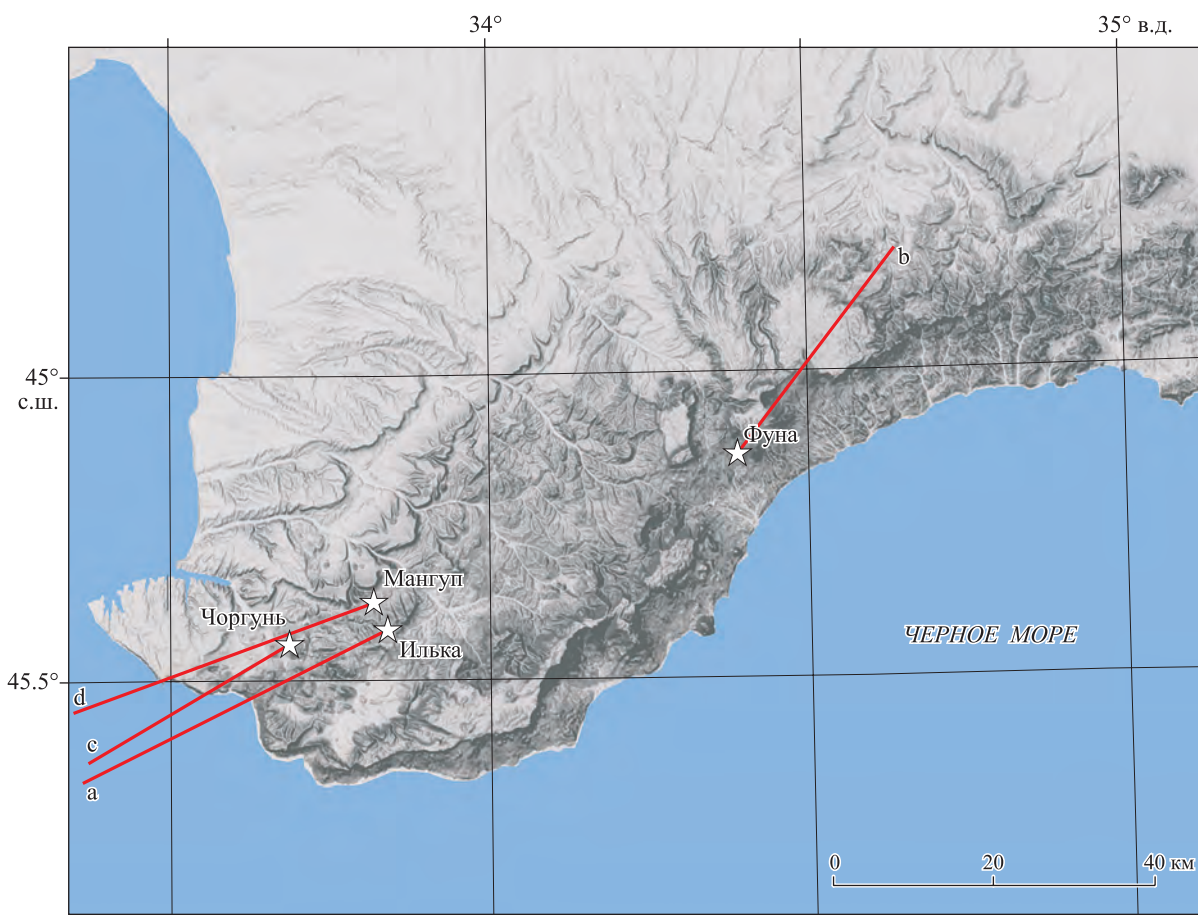 34°
35° в.д.
b
45°
с.ш.
Фуна
Мангуп
Чоргунь
Илька
ЧЕРНОЕ МОРЕ
45.5°
d
c
a
0
20
40 км